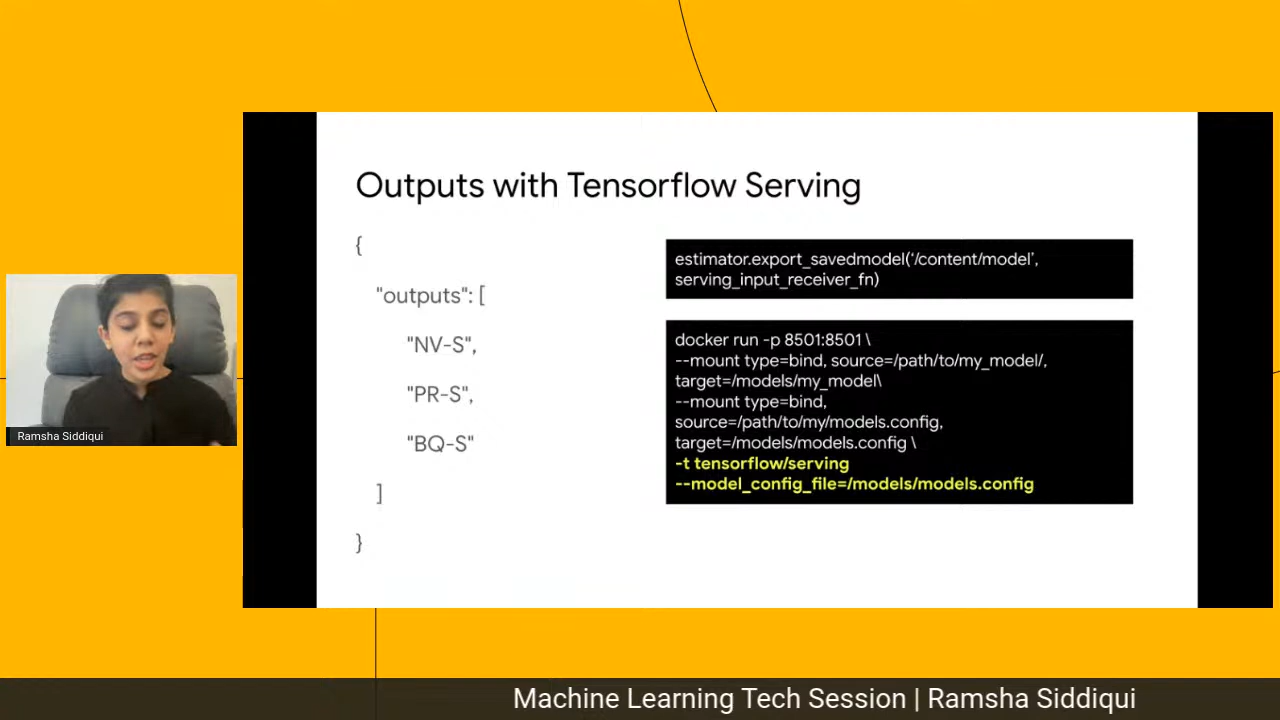 Outputs with Tensorflow Serving
{
"outputs": [
"NV-S",
"PR-S",
"BQ-S"
]
}
estimator.export_savedmodel(‘/content/model’,
serving_input_receiver_fn)
docker run -p 8501:8501 \
--mount type=bind, source=/path/to/my_model/,
target=/models/my_model\
--mount type=bind,
source=/path/to/my/models.config,
target=/models/models.config \
-t tensorflow/serving
--model_config_file=/models/models.config
Ramsha Siddiqui
Machine Learning Tech Session | Ramsha Siddiqui